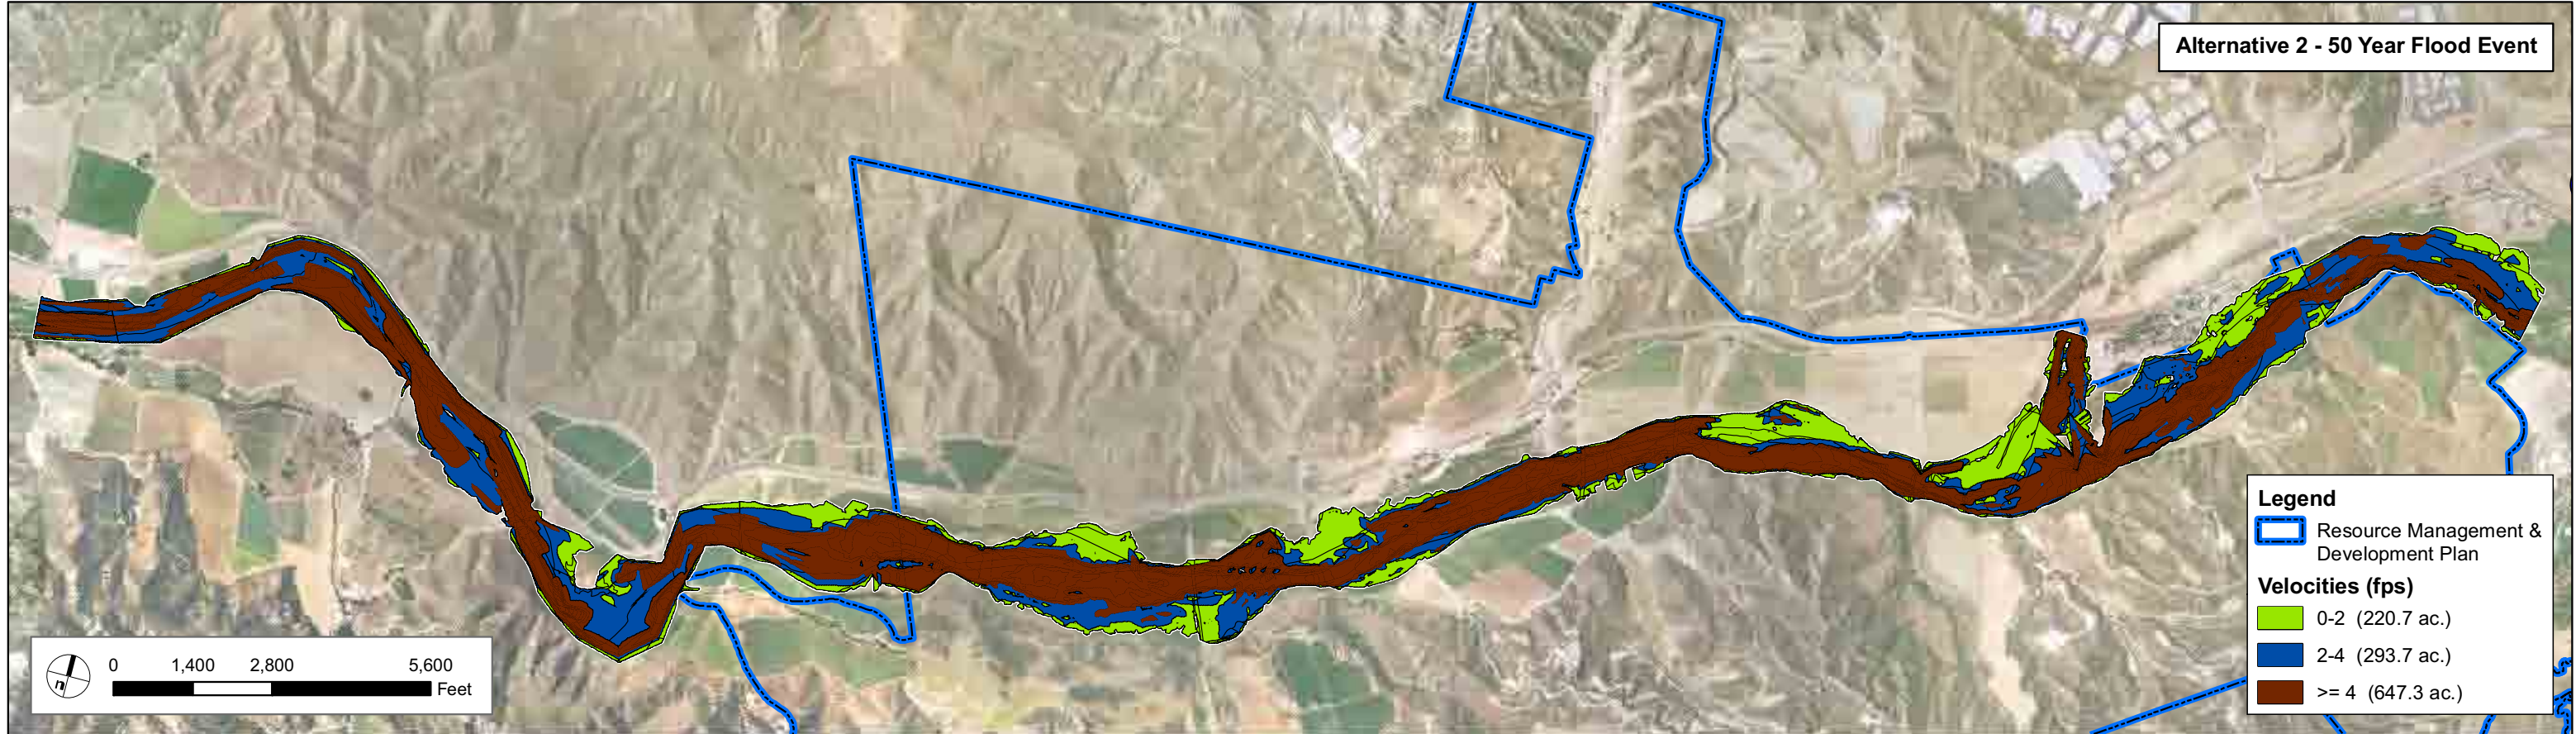 Alternative 2 - 50 Year Flood Event
Legend
Resource Management &
Development Plan
Velocities (fps)
0-2 (220.7 ac.)
2-4 (293.7 ac.)
>= 4 (647.3 ac.)
n
0 1,400 2,800 5,600
Feet